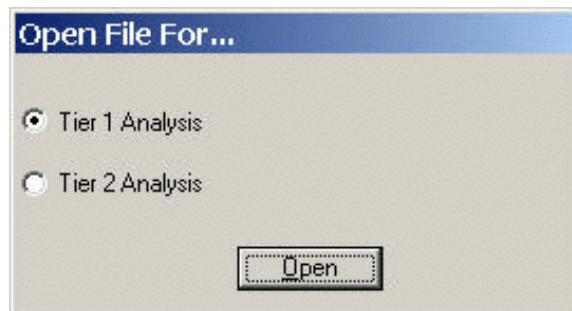 Open File For...
Tier 1 Analysis
Tier 2 Analysis
Open